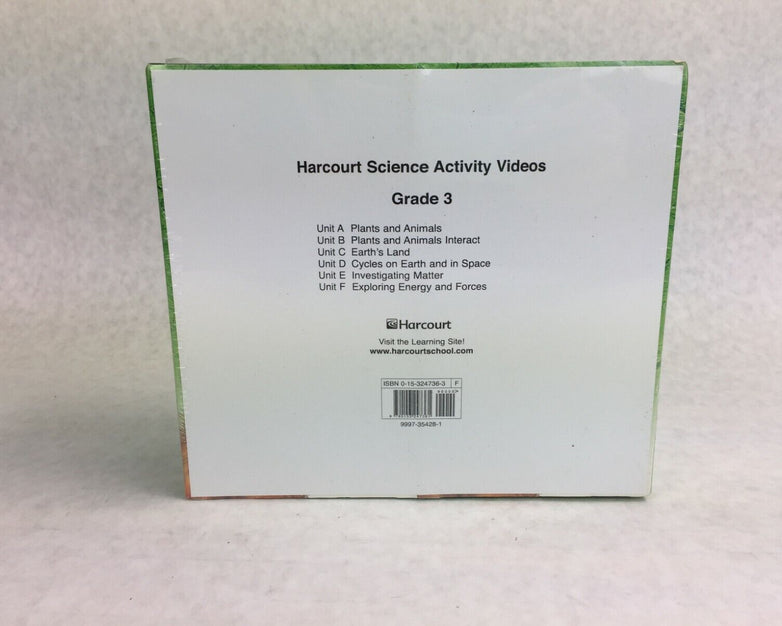 Harcourt Science Activity Videos
Grade 3
Unit A Plants and Animals
Unit B Plants and Animals Interact
Unit C Earth's Land
Unit D Cycles on Earth and in Space
Unit E Investigating Matter
Unit F Exploring Energy and Forces
Harcourt
Visit the Learning Site!
www.harcourtschool.com
ISBN 0-15-324736-3 F
9997-35428-1